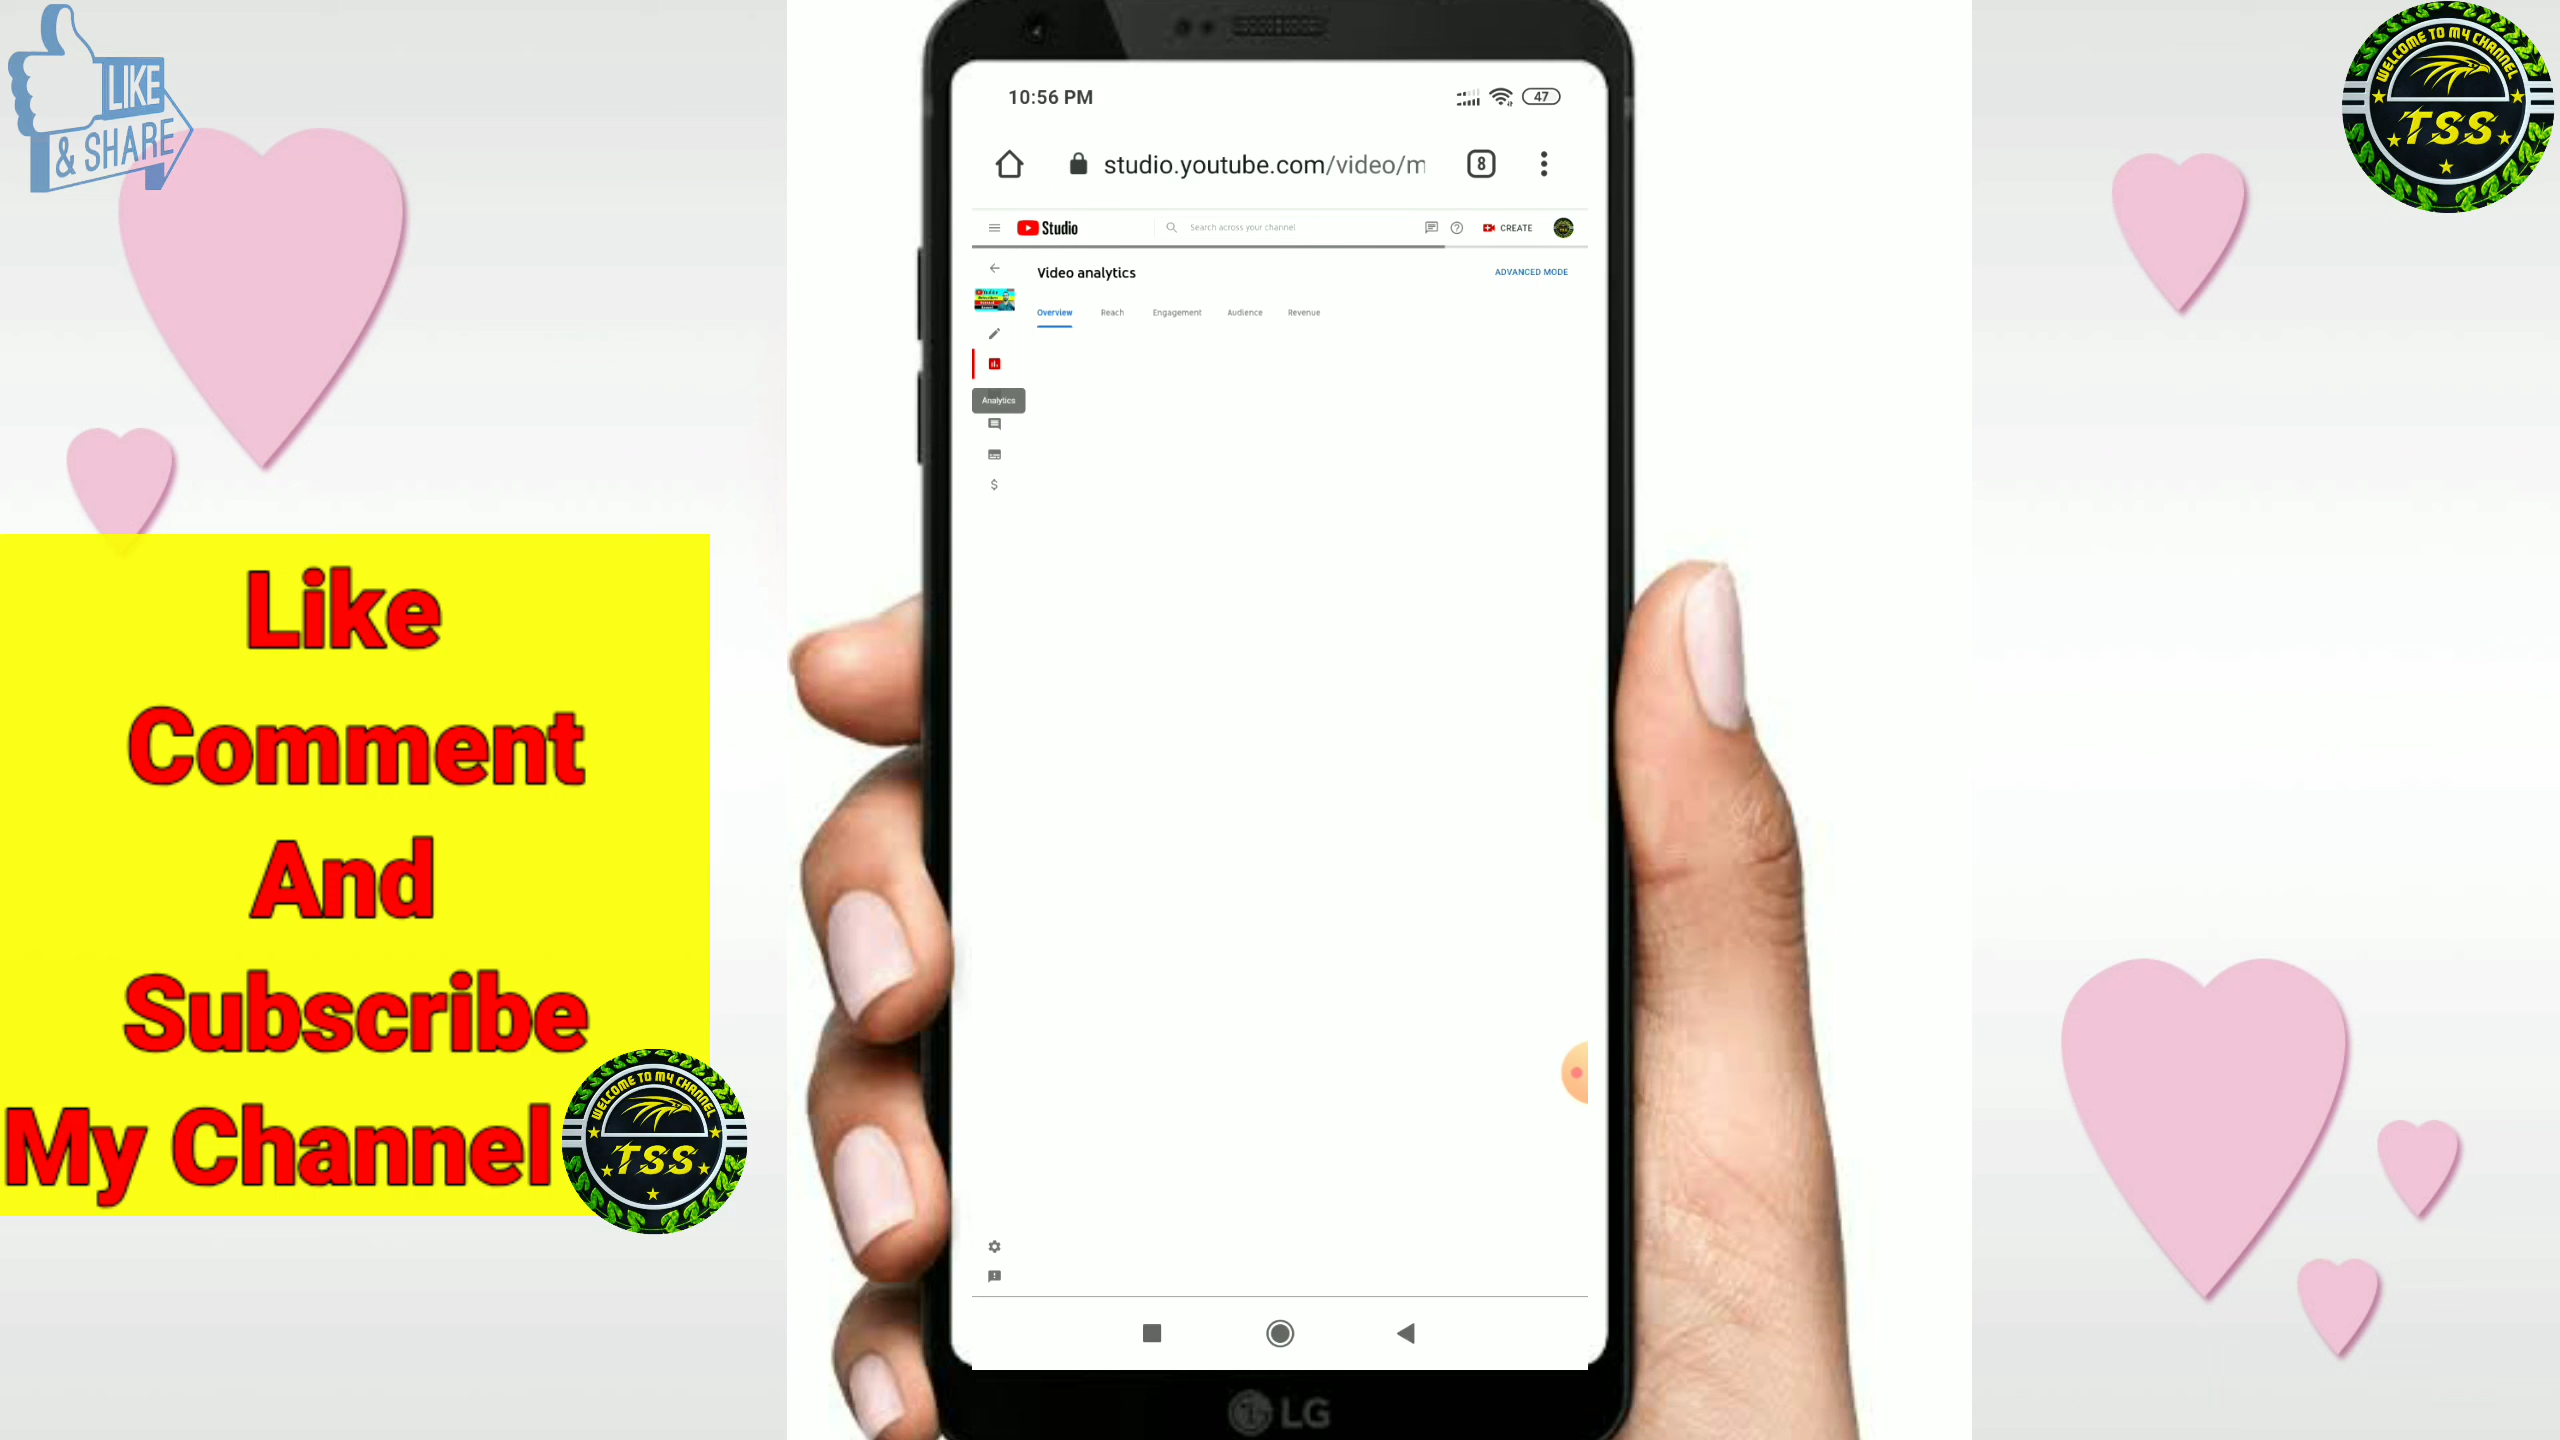 LIKE
& SHARE
WELCOME TO MY CHANNEL
TSS
10:56 PM
47
studio.youtube.com/video/m
8
Studio
Search across your channel
CREATE
Video analytics
ADVANCED MODE
Overview
Reach
Engagement
Audience
Revenue
Analytics
Like
Comment
And
Subscribe
My Channel
WELCOME TO MY CHANNEL
TSS
LG